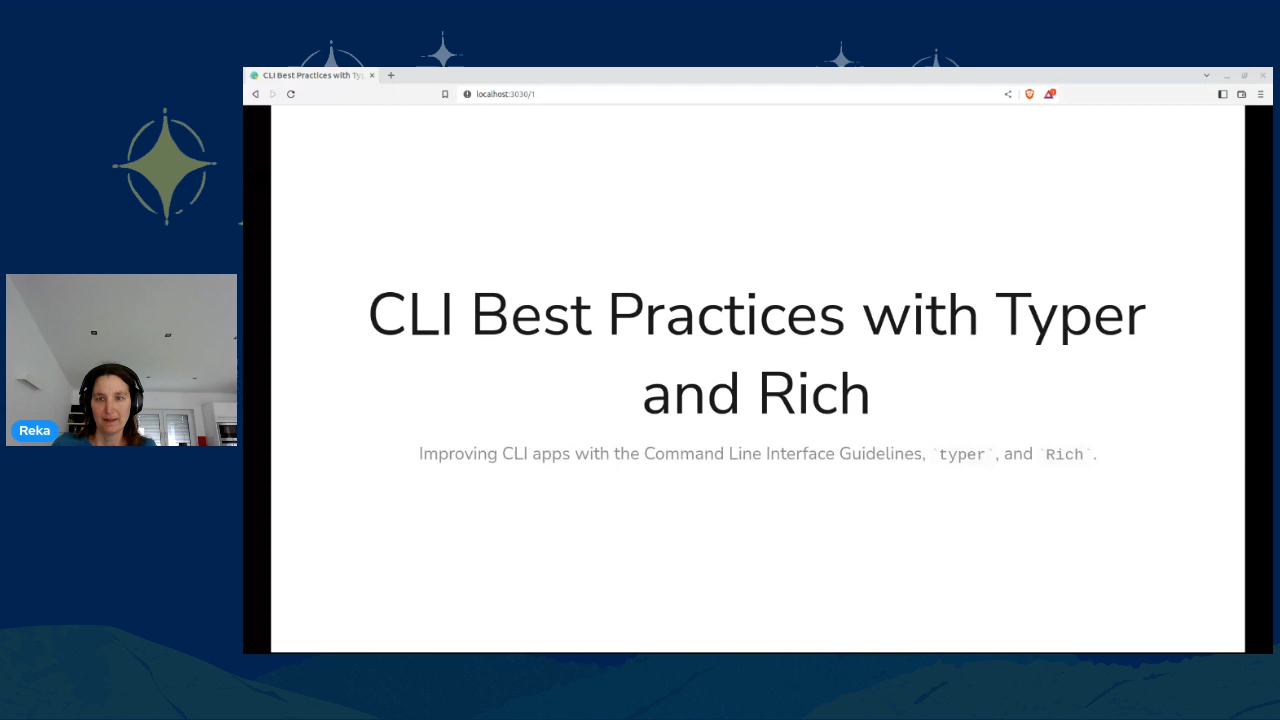 CLI Best Practices with Ty
localhost:3030/1
CLI Best Practices with Typer
and Rich
Improving CLI apps with the Command Line Interface Guidelines, `typer`, and `Rich`.
Reka